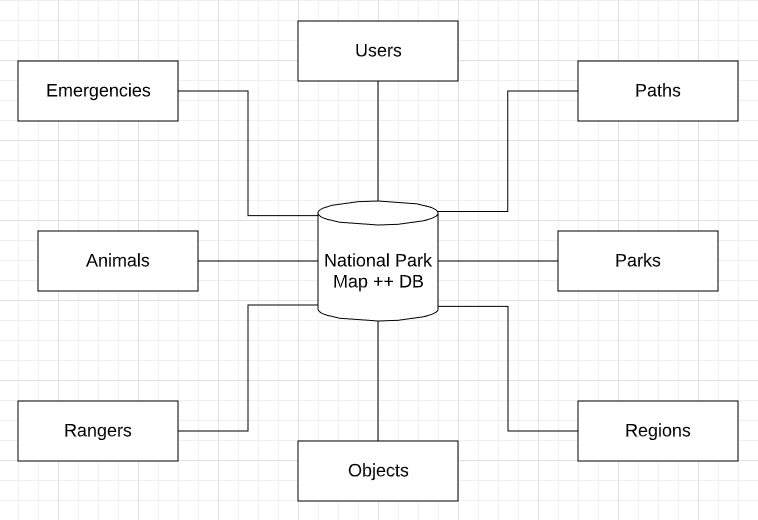 Users
Emergencies
Paths
Animals
National Park
Map ++ DB
Parks
Rangers
Regions
Objects